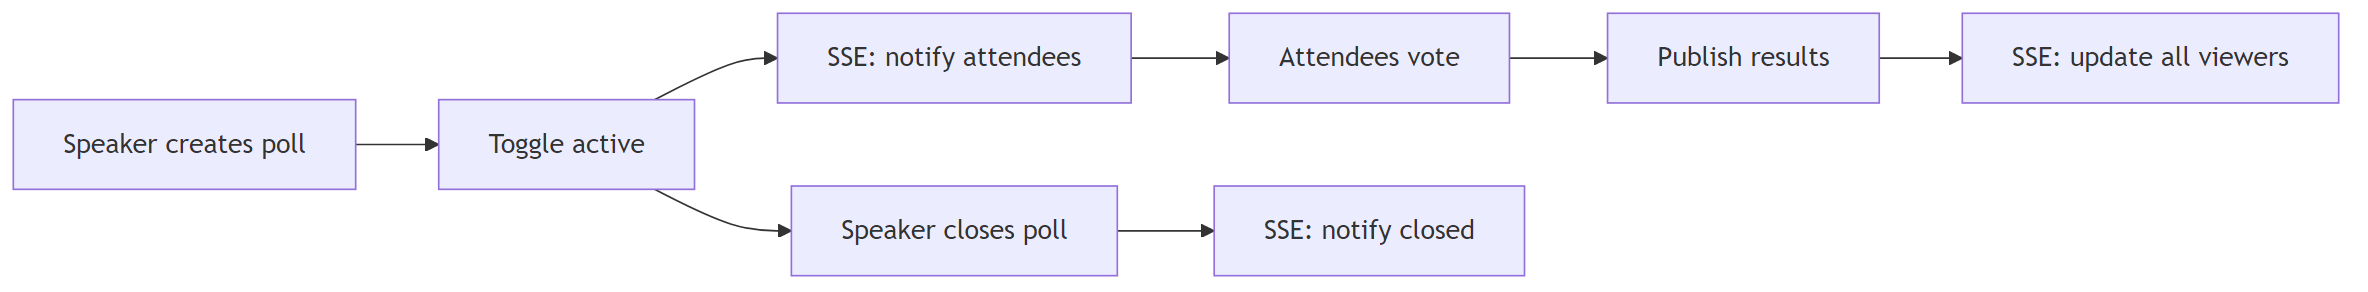 Speaker creates poll
Toggle active
SSE: notify attendees
Attendees vote
Publish results
SSE: update all viewers
Speaker closes poll
SSE: notify closed